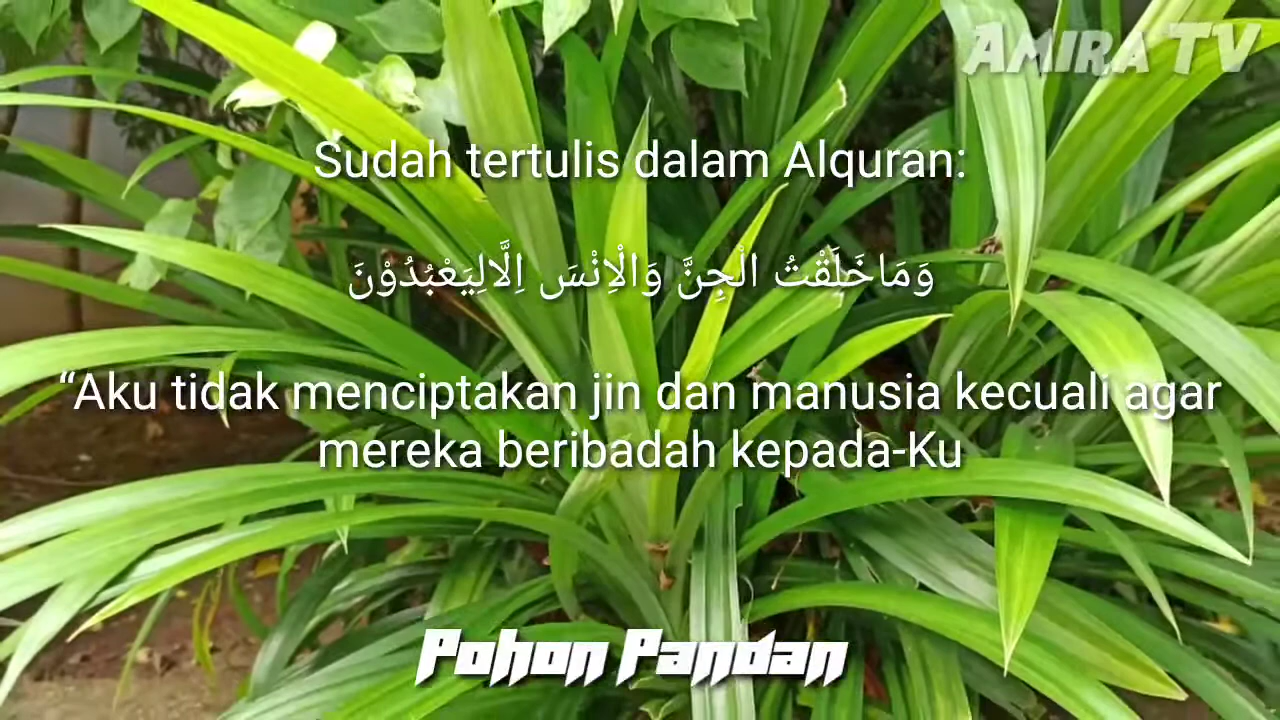 AMIRA TV
Sudah tertulis dalam Alquran:
وَمَاخَلَقْتُ الْجِنَّ وَالْاِنْسَ اِلَّالِيَعْبُدُوْنَ
“Aku tidak menciptakan jin dan manusia kecuali agar
mereka beribadah kepada-Ku
Pohon Pandan